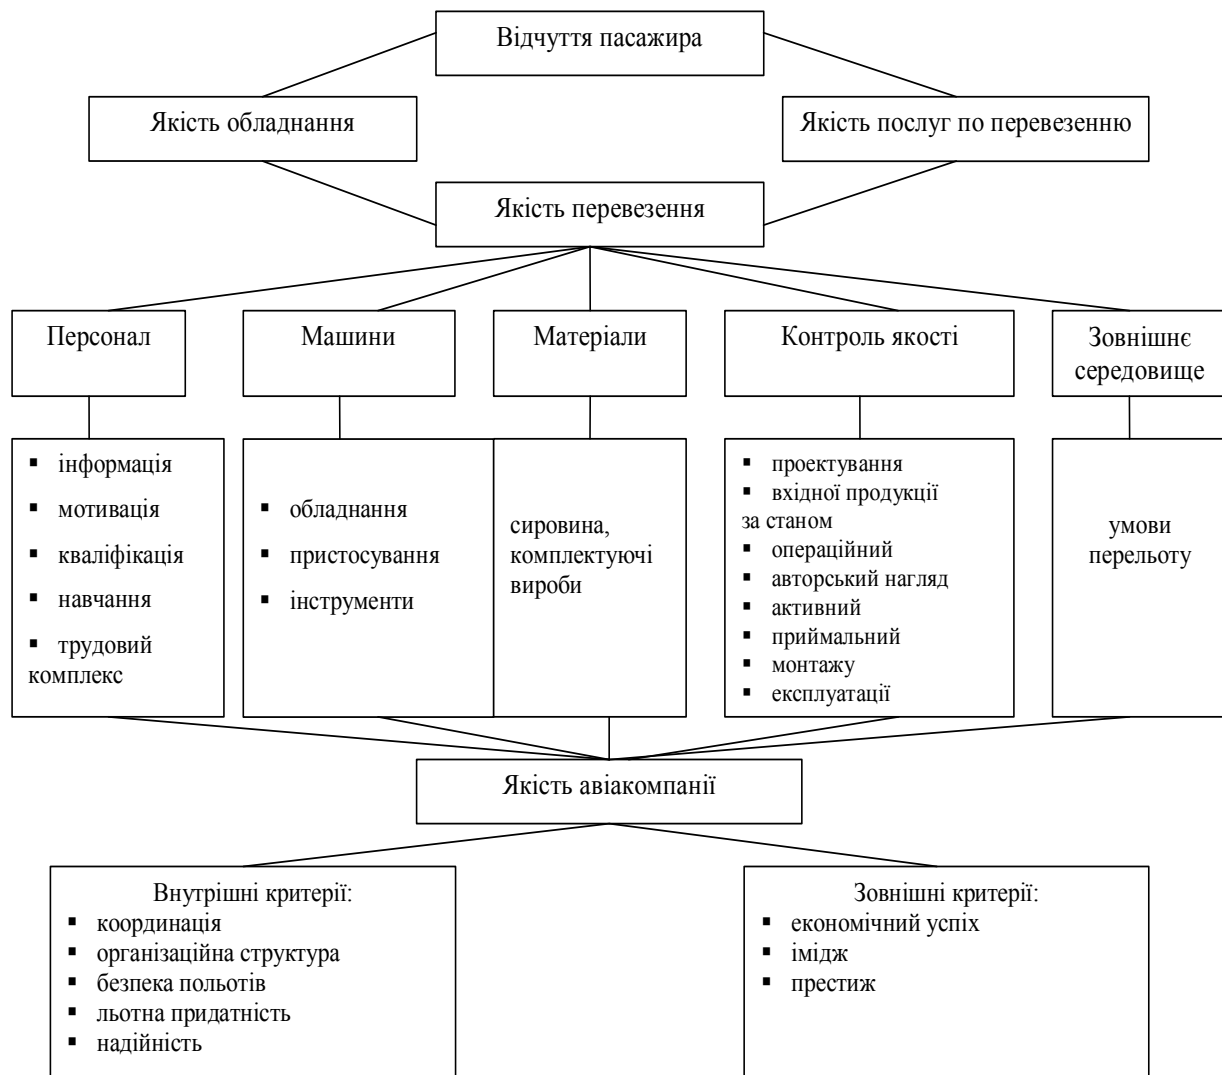 Відчуття пасажира
Якість обладнання
Якість послуг по перевезенню
Якість перевезення
Персонал
Машини
Матеріали
Контроль якості
Зовнішнє
середовище
▪ інформація
▪ мотивація
▪ кваліфікація
▪ навчання
▪ трудовий
комплекс
▪ обладнання
▪ пристосування
▪ інструменти
сировина,
комплектуючі
вироби
▪ проектування
▪ вхідної продукції
за станом
▪ операційний
▪ авторський нагляд
▪ активний
▪ приймальний
▪ монтажу
▪ експлуатації
умови
перельоту
Якість авіакомпанії
Внутрішні критерії:
▪ координація
▪ організаційна структура
▪ безпека польотів
▪ льотна придатність
▪ надійність
Зовнішні критерії:
▪ економічний успіх
▪ імідж
▪ престиж